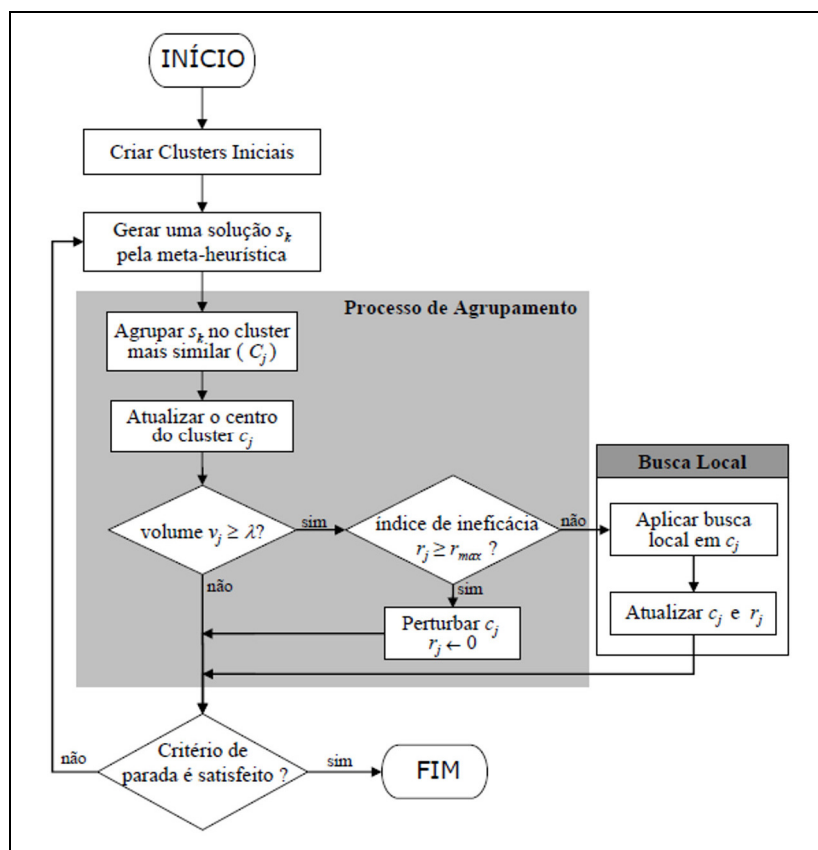 INÍCIO
Criar Clusters Iniciais
Gerar uma solução sₖ
pela meta-heurística
Processo de Agrupamento
Agrupar sₖ no cluster
mais similar ( Cⱼ )
Atualizar o centro
do cluster cⱼ
volume vⱼ ≥ λ?
sim
não
índice de ineficácia
rⱼ ≥ r_max ?
não
sim
Perturbar cⱼ
rⱼ ← 0
Busca Local
Aplicar busca
local em cⱼ
Atualizar cⱼ e rⱼ
Critério de
parada é satisfeito ?
não
sim
FIM